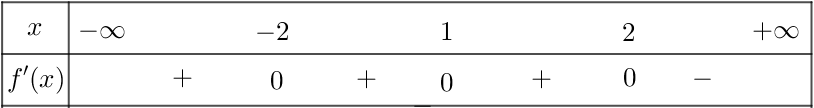 x −∞ −2 1 2 +∞
f′(x) + 0 + 0 + 0 −